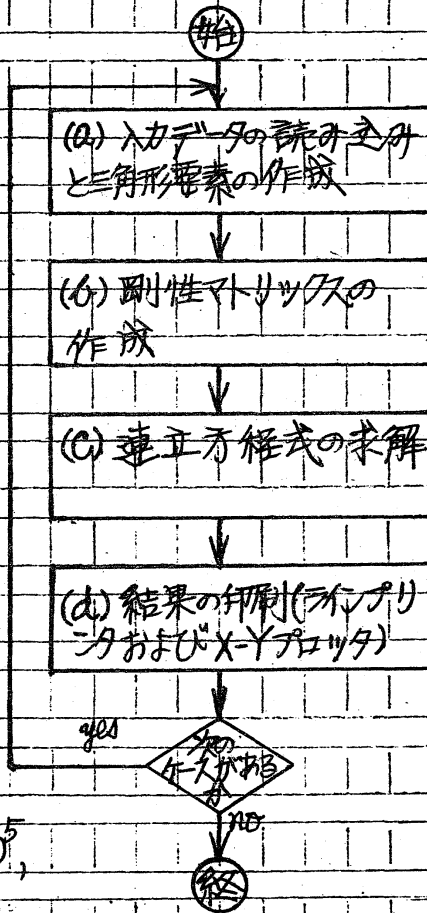 始
(a) 入力データの読み込み
と三角形要素の作成
(b) 剛性マトリックスの
作成
(c) 連立方程式の求解
(d) 結果の印刷(ラインプリ
ンタおよびX-Yプロッタ)
yes
次の
ケースがある
か
no
)⁵,
終